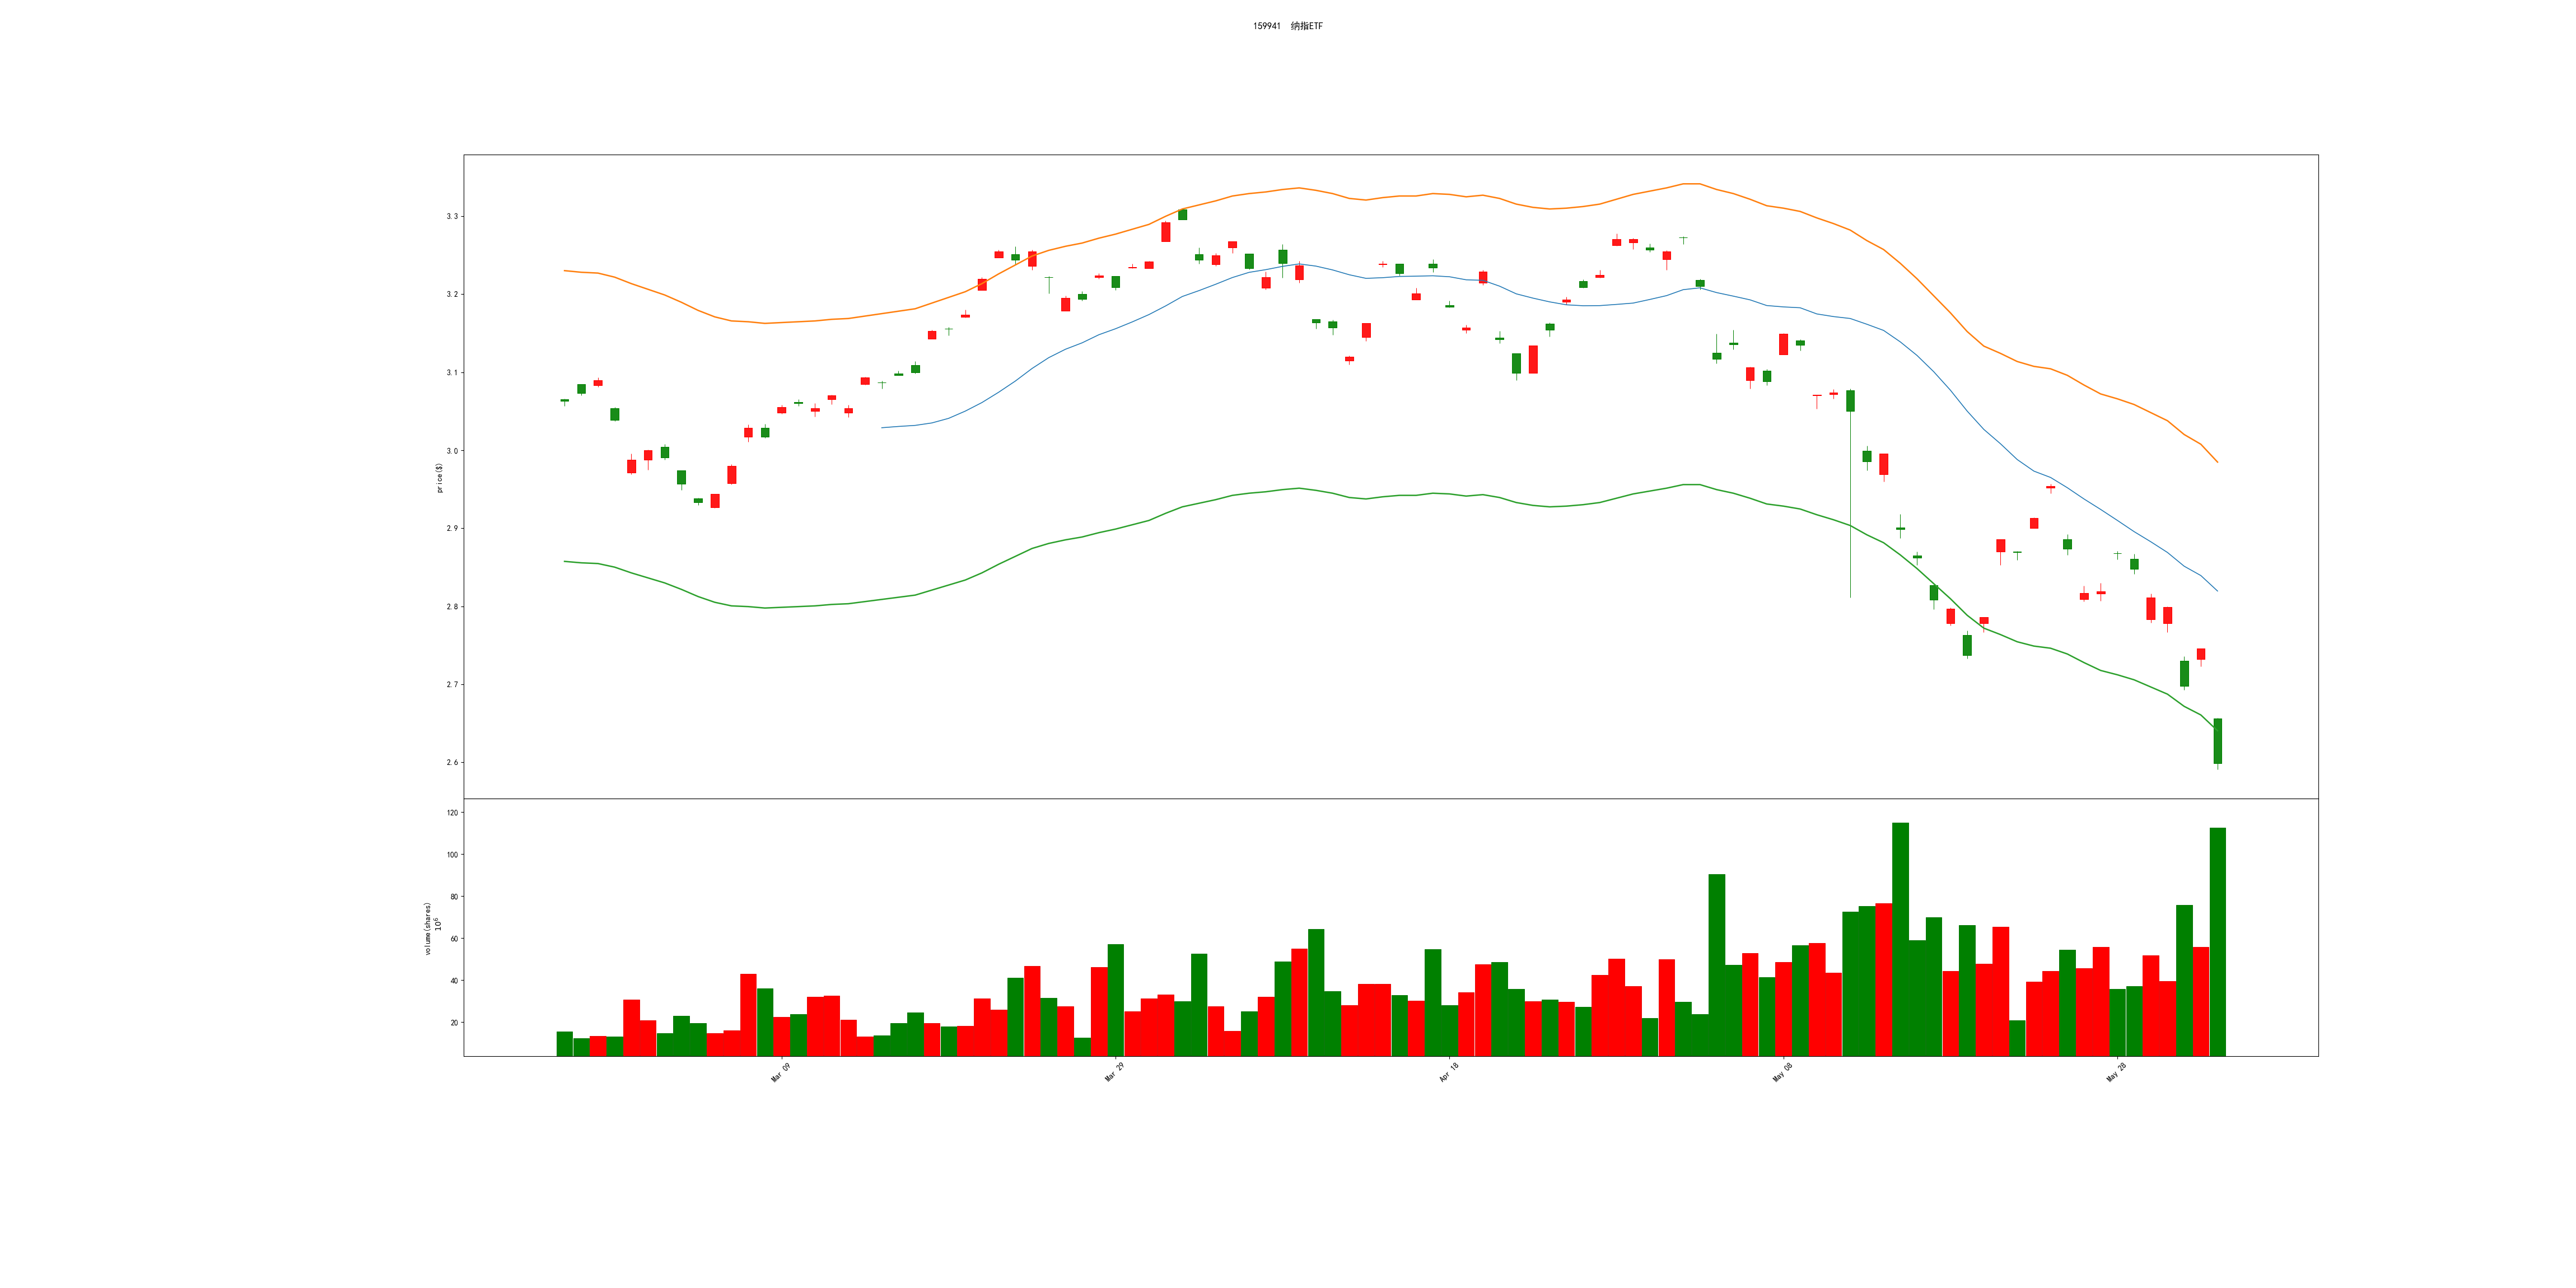 159941 纳指ETF
3.3
3.2
3.1
3.0
2.9
2.8
2.7
2.6
price($)
120
100
80
60
40
20
volume(shares)
10^6
Mar 09
Mar 29
Apr 18
May 08
May 28